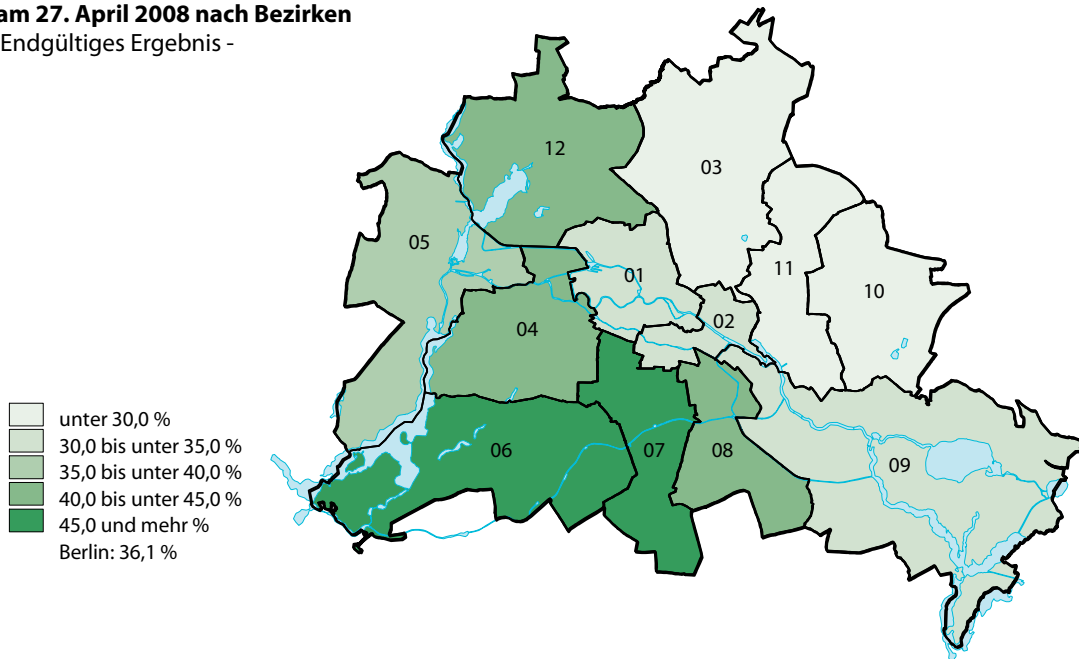 am 27. April 2008 nach Bezirken
Endgültiges Ergebnis -
12
03
05
01
11
10
02
04
06
07
08
09
unter 30,0 %
30,0 bis unter 35,0 %
35,0 bis unter 40,0 %
40,0 bis unter 45,0 %
45,0 und mehr %
Berlin: 36,1 %